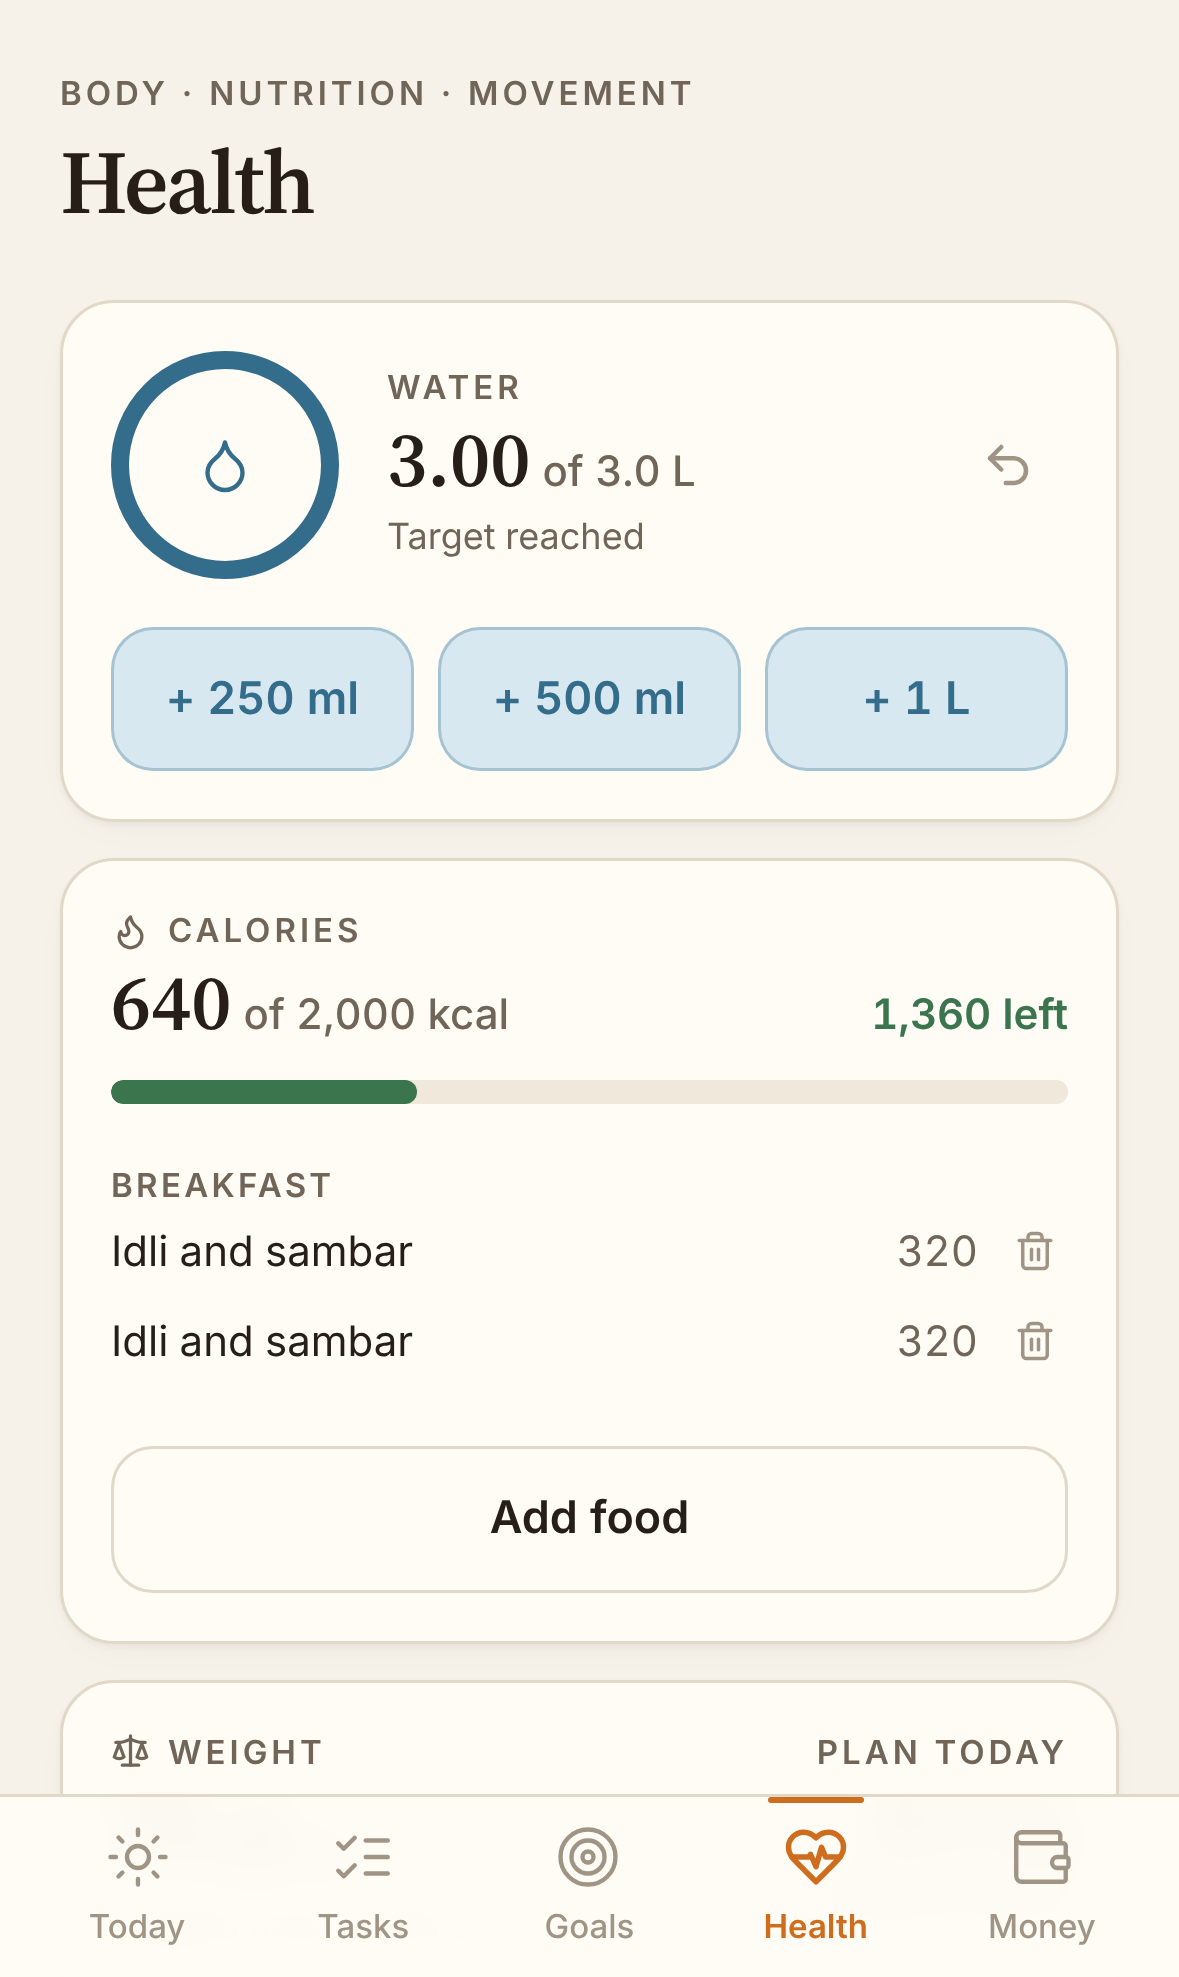 BODY · NUTRITION · MOVEMENT
Health
WATER
3.00 of 3.0 L
Target reached
+ 250 ml
+ 500 ml
+ 1 L
CALORIES
640 of 2,000 kcal
1,360 left
BREAKFAST
Idli and sambar 320
Idli and sambar 320
Add food
WEIGHT
PLAN TODAY
Today
Tasks
Goals
Health
Money